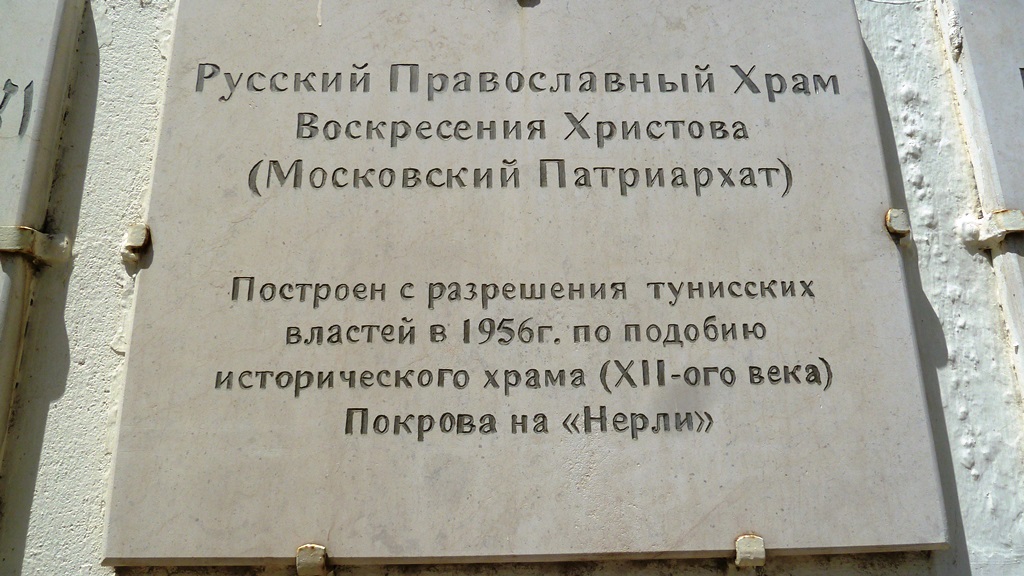 Русский Православный Храм
Воскресения Христова
(Московский Патриархат)
Построен с разрешения тунисских
властей в 1956г. по подобию
исторического храма (XII-ого века)
Покрова на «Нерли»